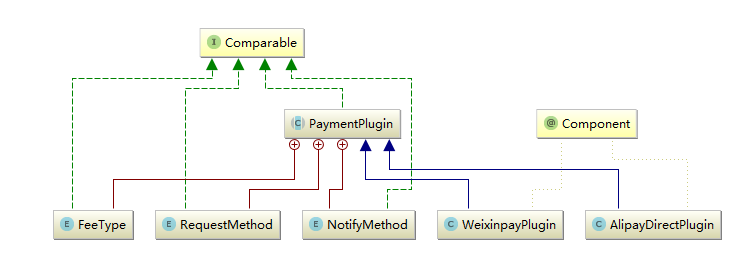 I Comparable
C PaymentPlugin
@ Component
E FeeType
E RequestMethod
E NotifyMethod
C WeixinpayPlugin
C AlipayDirectPlugin